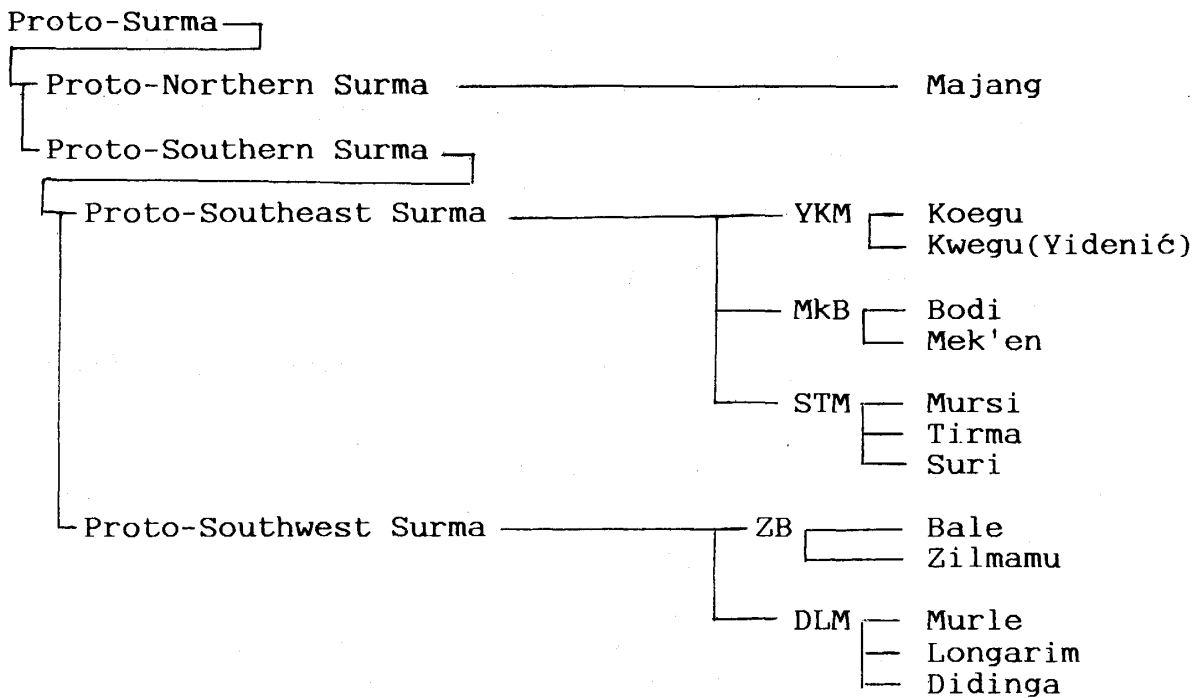 Proto-Surma
Proto-Northern Surma Majang
Proto-Southern Surma
Proto-Southeast Surma YKM Koegu
Kwegu(Yidenić)
MkB Bodi
Mek'en
STM Mursi
Tirma
Suri
Proto-Southwest Surma ZB Bale
Zilmamu
DLM Murle
Longarim
Didinga